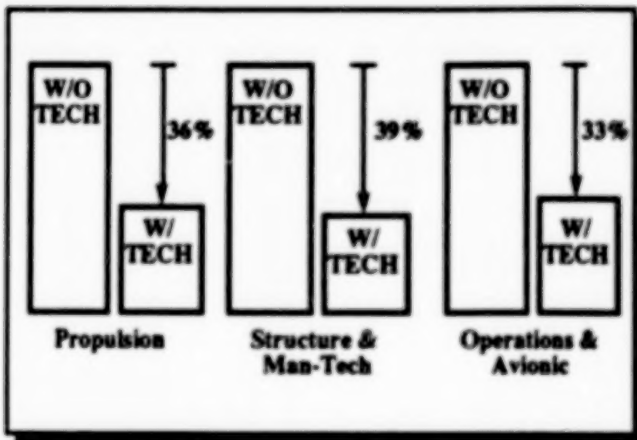 W/O
TECH
36%
W/
TECH
Propulsion
W/O
TECH
39%
W/
TECH
Structure &
Man-Tech
W/O
TECH
33%
W/
TECH
Operations &
Avionic